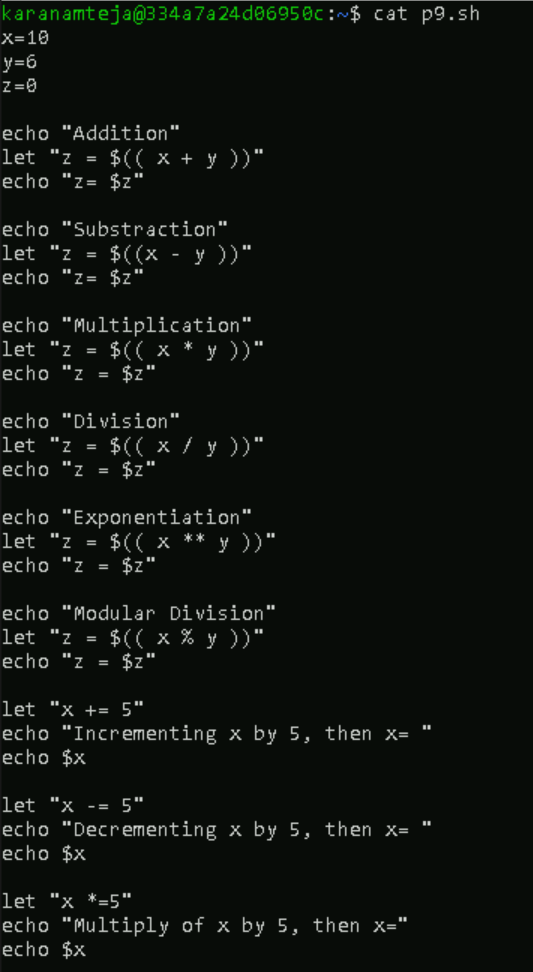 karanamteja@334a7a24d06950c:~$ cat p9.sh
x=10
y=6
z=0
echo "Addition"
let "z = $(( x + y ))"
echo "z= $z"
echo "Substraction"
let "z = $((x - y ))"
echo "z= $z"
echo "Multiplication"
let "z = $(( x * y ))"
echo "z = $z"
echo "Division"
let "z = $(( x / y ))"
echo "z = $z"
echo "Exponentiation"
let "z = $(( x ** y ))"
echo "z = $z"
echo "Modular Division"
let "z = $(( x % y ))"
echo "z = $z"
let "x += 5"
echo "Incrementing x by 5, then x= "
echo $x
let "x -= 5"
echo "Decrementing x by 5, then x= "
echo $x
let "x *=5"
echo "Multiply of x by 5, then x="
echo $x